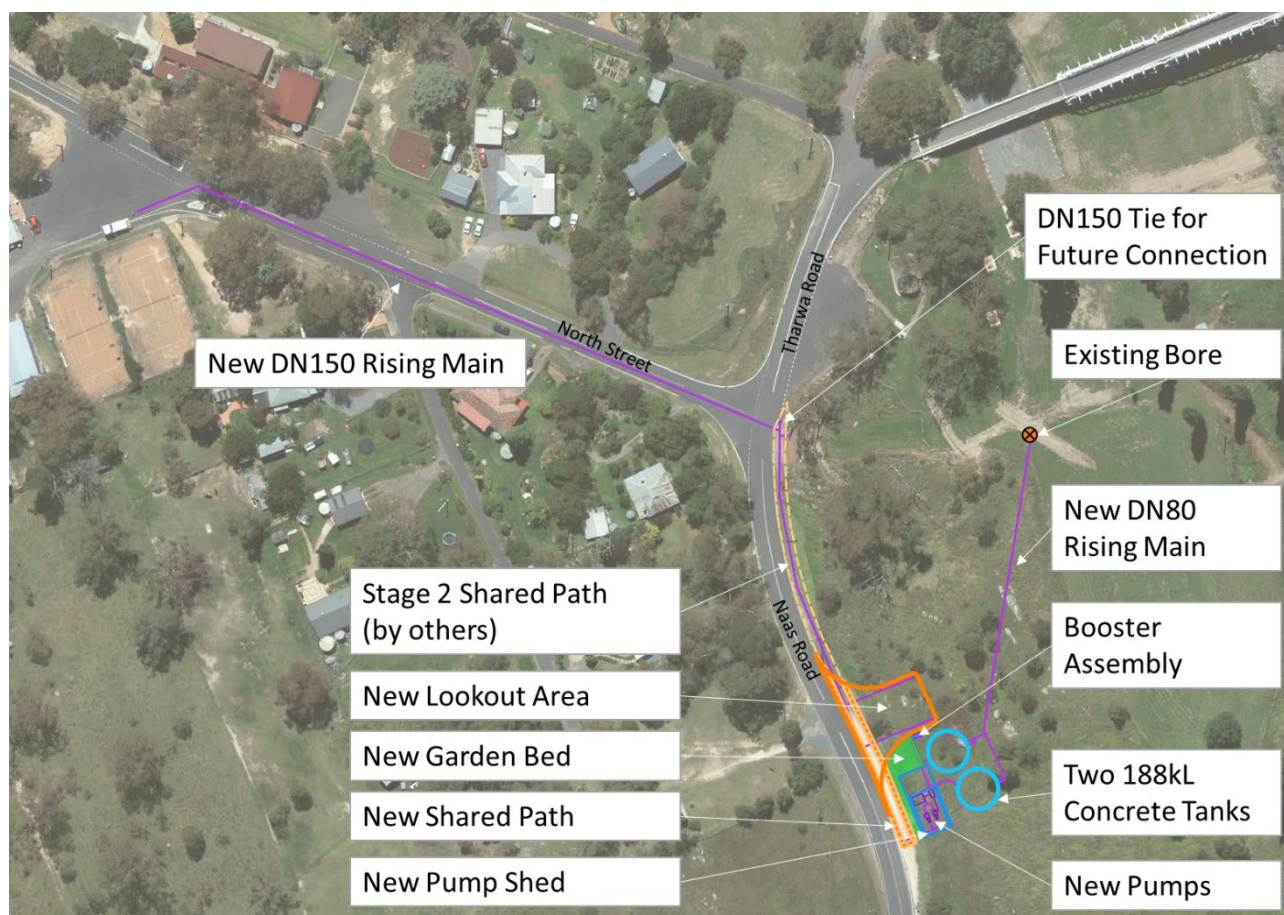 DN150 Tie for
Future Connection
Tharwa Road
Existing Bore
New DN150 Rising Main
North Street
New DN80
Rising Main
Stage 2 Shared Path
(by others)
Naas Road
Booster
Assembly
New Lookout Area
New Garden Bed
Two 188kL
Concrete Tanks
New Shared Path
New Pump Shed
New Pumps